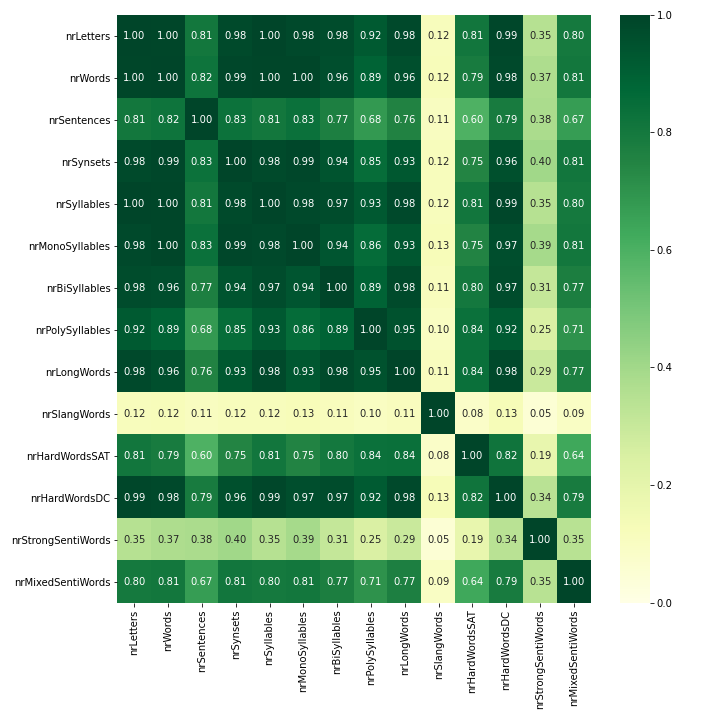 nrLetters 1.00 1.00 0.81 0.98 1.00 0.98 0.98 0.92 0.98 0.12 0.81 0.99 0.35 0.80
nrWords 1.00 1.00 0.82 0.99 1.00 1.00 0.96 0.89 0.96 0.12 0.79 0.98 0.37 0.81
nrSentences 0.81 0.82 1.00 0.83 0.81 0.83 0.77 0.68 0.76 0.11 0.60 0.79 0.38 0.67
nrSynsets 0.98 0.99 0.83 1.00 0.98 0.99 0.94 0.85 0.93 0.12 0.75 0.96 0.40 0.81
nrSyllables 1.00 1.00 0.81 0.98 1.00 0.98 0.97 0.93 0.98 0.12 0.81 0.99 0.35 0.80
nrMonoSyllables 0.98 1.00 0.83 0.99 0.98 1.00 0.94 0.86 0.93 0.13 0.75 0.97 0.39 0.81
nrBiSyllables 0.98 0.96 0.77 0.94 0.97 0.94 1.00 0.89 0.98 0.11 0.80 0.97 0.31 0.77
nrPolySyllables 0.92 0.89 0.68 0.85 0.93 0.86 0.89 1.00 0.95 0.10 0.84 0.92 0.25 0.71
nrLongWords 0.98 0.96 0.76 0.93 0.98 0.93 0.98 0.95 1.00 0.11 0.84 0.98 0.29 0.77
nrSlangWords 0.12 0.12 0.11 0.12 0.12 0.13 0.11 0.10 0.11 1.00 0.08 0.13 0.05 0.09
nrHardWordsSAT 0.81 0.79 0.60 0.75 0.81 0.75 0.80 0.84 0.84 0.08 1.00 0.82 0.19 0.64
nrHardWordsDC 0.99 0.98 0.79 0.96 0.99 0.97 0.97 0.92 0.98 0.13 0.82 1.00 0.34 0.79
nrStrongSentiWords 0.35 0.37 0.38 0.40 0.35 0.39 0.31 0.25 0.29 0.05 0.19 0.34 1.00 0.35
nrMixedSentiWords 0.80 0.81 0.67 0.81 0.80 0.81 0.77 0.71 0.77 0.09 0.64 0.79 0.35 1.00
nrLetters
nrWords
nrSentences
nrSynsets
nrSyllables
nrMonoSyllables
nrBiSyllables
nrPolySyllables
nrLongWords
nrSlangWords
nrHardWordsSAT
nrHardWordsDC
nrStrongSentiWords
nrMixedSentiWords
1.0
0.8
0.6
0.4
0.2
0.0